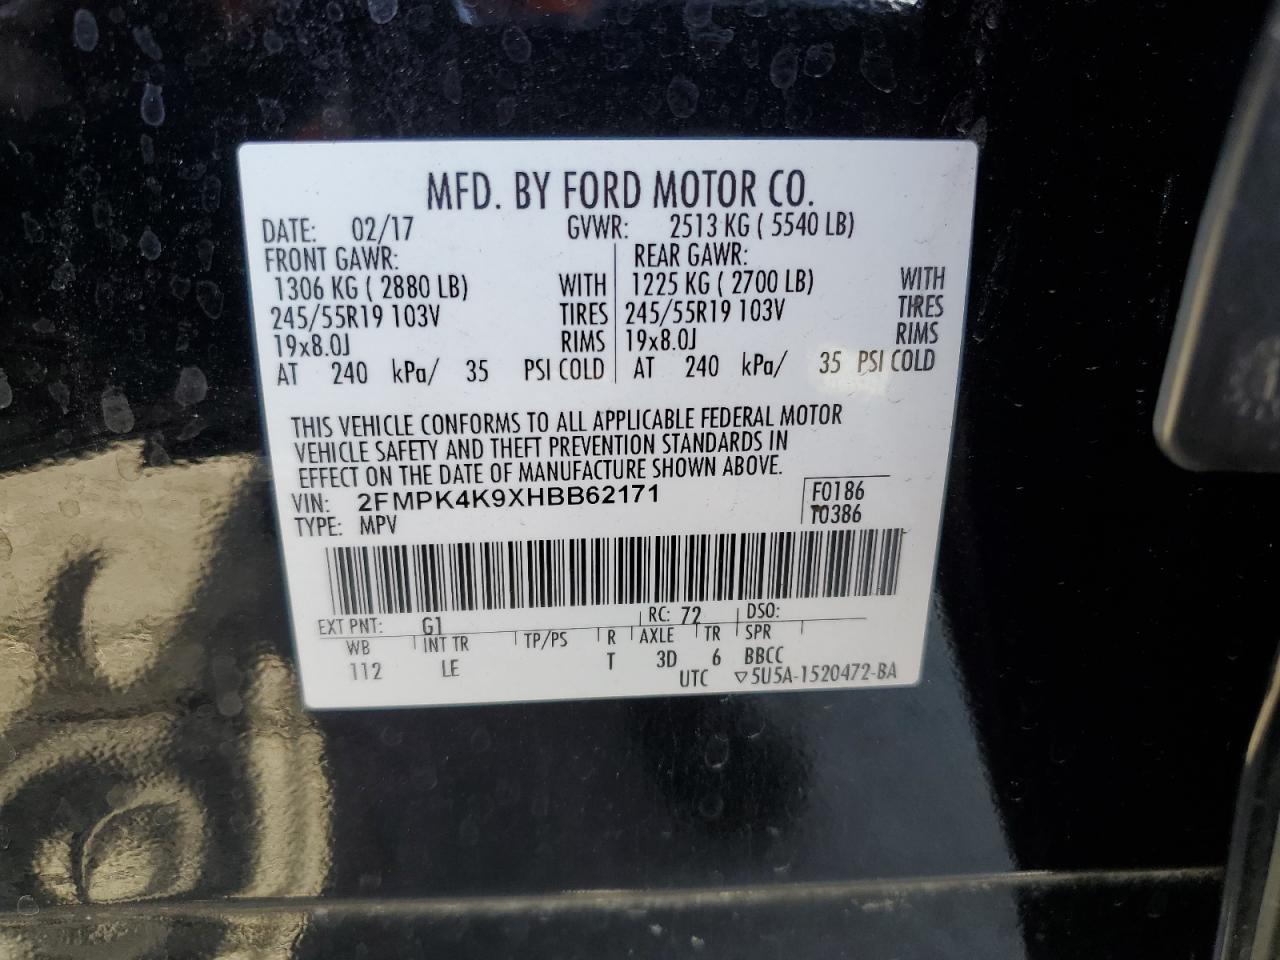 MFD. BY FORD MOTOR CO.
DATE: 02/17 GVWR: 2513 KG ( 5540 LB)
FRONT GAWR: REAR GAWR:
1306 KG ( 2880 LB) WITH 1225 KG ( 2700 LB) WITH
245/55R19 103V TIRES 245/55R19 103V TIRES
19x8.0J RIMS 19x8.0J RIMS
AT 240 kPa/ 35 PSI COLD AT 240 kPa/ 35 PSI COLD
THIS VEHICLE CONFORMS TO ALL APPLICABLE FEDERAL MOTOR
VEHICLE SAFETY AND THEFT PREVENTION STANDARDS IN
EFFECT ON THE DATE OF MANUFACTURE SHOWN ABOVE.
VIN: 2FMPK4K9XHBB62171 F0186
TYPE: MPV T0386
EXT PNT: G1 RC: 72 DSO:
WB INT TR TP/PS R AXLE TR SPR
112 LE T 3D 6 BBCC
UTC ▽5U5A-1520472-BA